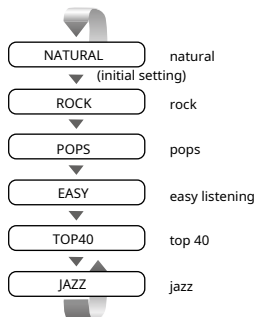 NATURAL natural
(initial setting)
ROCK rock
POPS pops
EASY easy listening
TOP40 top 40
JAZZ jazz